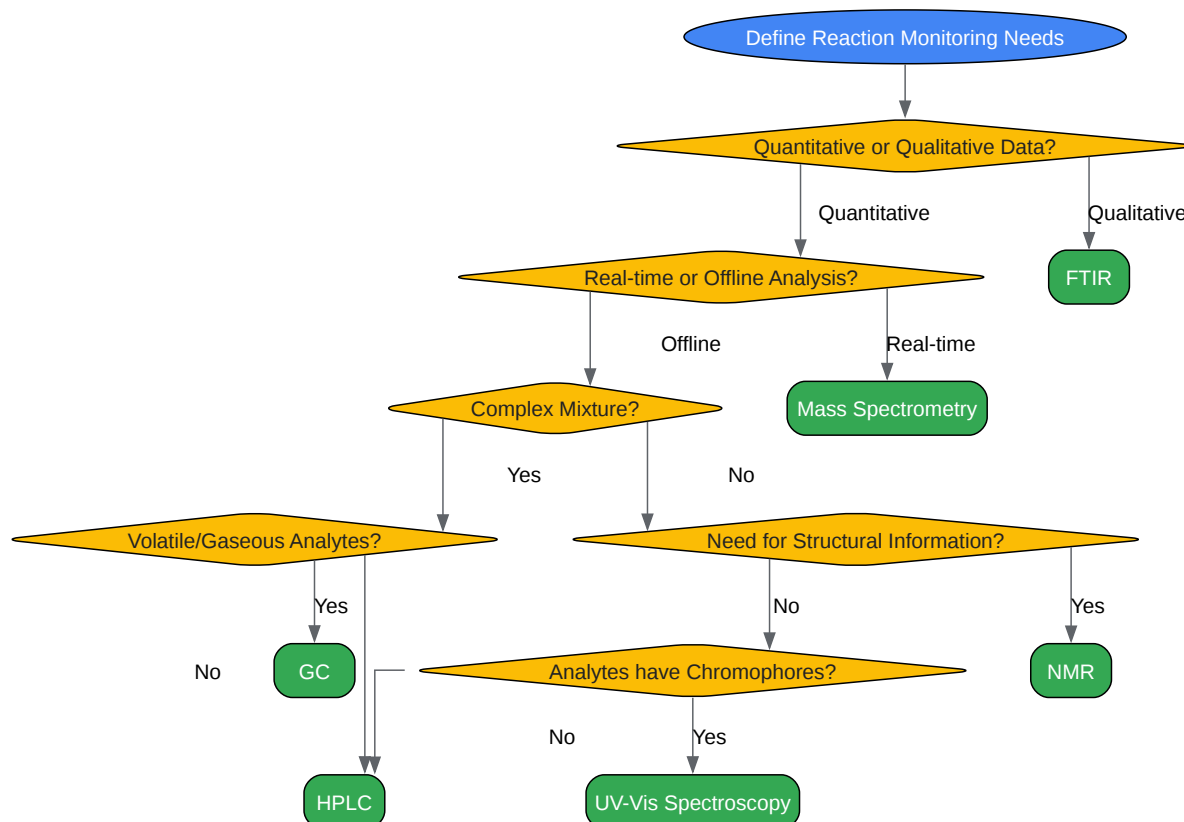 Define Reaction Monitoring Needs
Quantitative or Qualitative Data?
Quantitative
Qualitative
Real-time or Offline Analysis?
FTIR
Offline
Real-time
Complex Mixture?
Mass Spectrometry
Yes
No
Volatile/Gaseous Analytes?
Need for Structural Information?
Yes
No
Yes
No
GC
Analytes have Chromophores?
NMR
No
Yes
HPLC
UV-Vis Spectroscopy